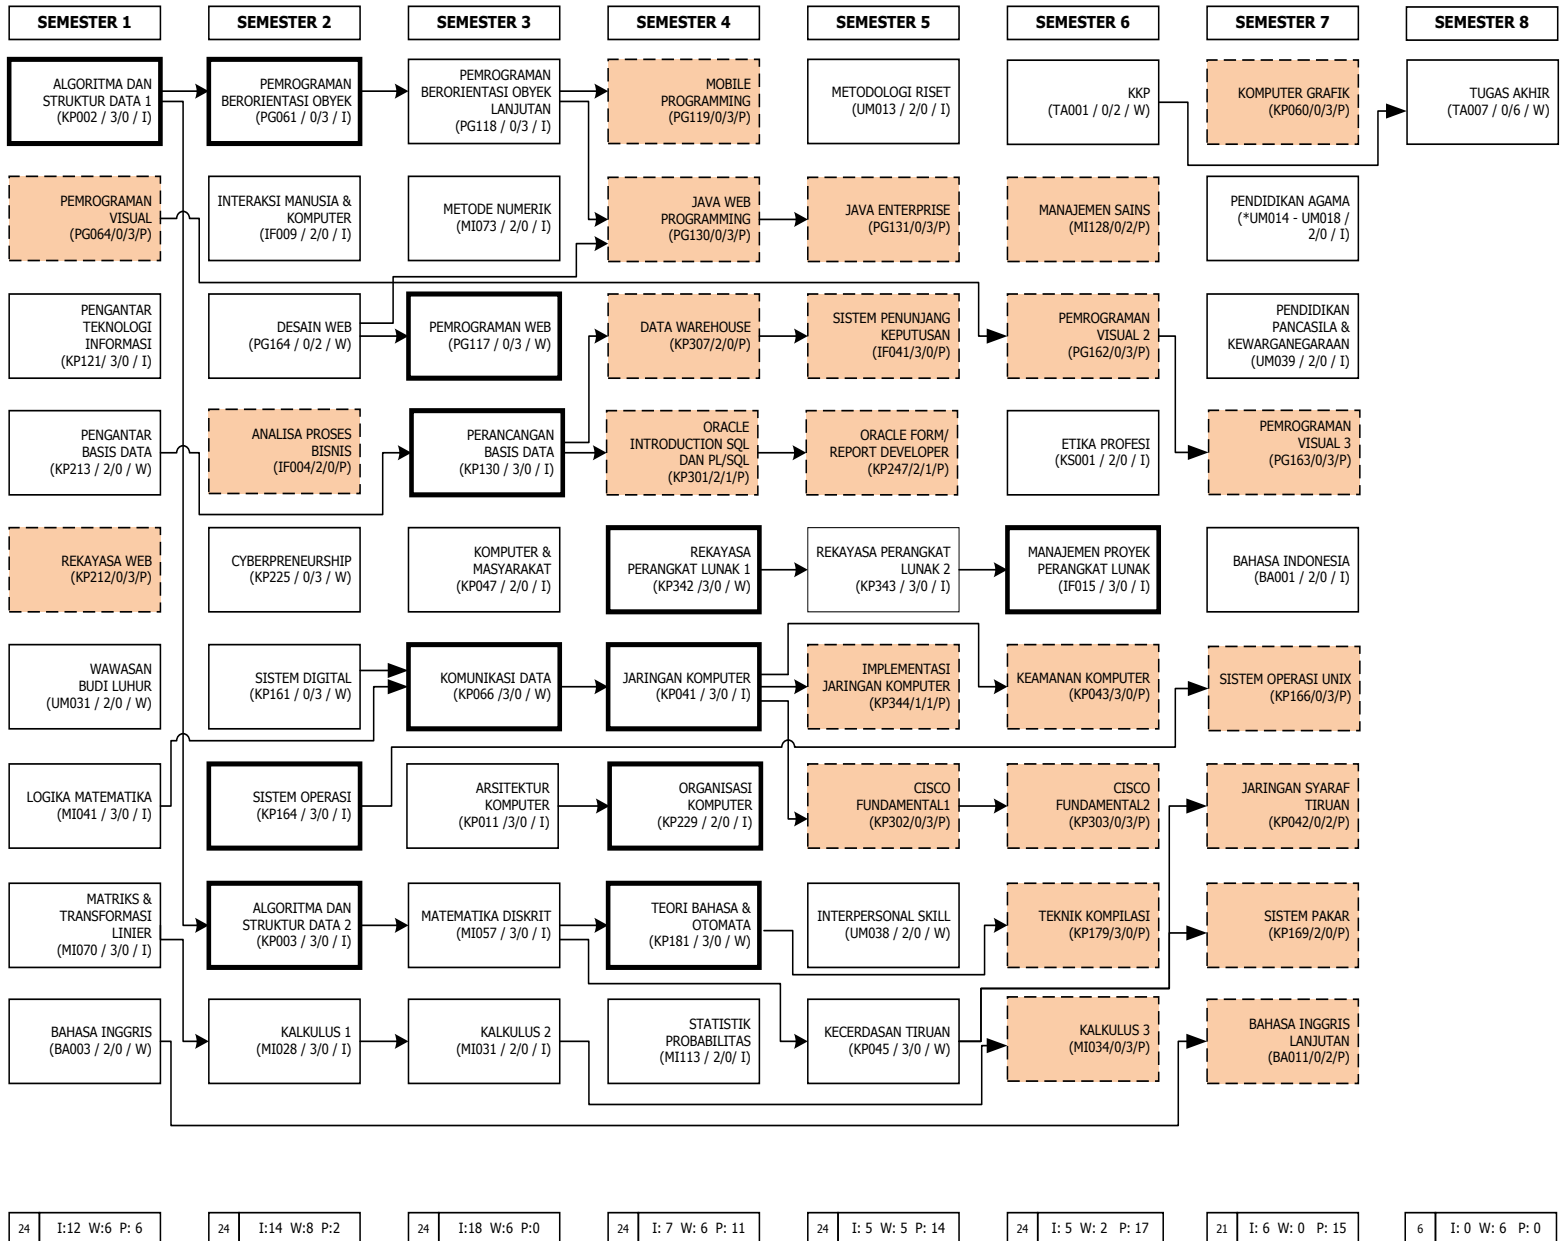 SEMESTER 1
SEMESTER 2
SEMESTER 3
SEMESTER 4
SEMESTER 5
SEMESTER 6
SEMESTER 7
SEMESTER 8
ALGORITMA DAN
STRUKTUR DATA 1
(KP002 / 3/0 / I)
PEMROGRAMAN
BERORIENTASI OBYEK
(PG061 / 0/3 / I)
PEMROGRAMAN
BERORIENTASI OBYEK
LANJUTAN
(PG118 / 0/3 / I)
MOBILE
PROGRAMMING
(PG119/0/3/P)
METODOLOGI RISET
(UM013 / 2/0 / I)
KKP
(TA001 / 0/2 / W)
KOMPUTER GRAFIK
(KP060/0/3/P)
TUGAS AKHIR
(TA007 / 0/6 / W)
PEMROGRAMAN
VISUAL
(PG064/0/3/P)
INTERAKSI MANUSIA &
KOMPUTER
(IF009 / 2/0 / I)
METODE NUMERIK
(MI073 / 2/0 / I)
JAVA WEB
PROGRAMMING
(PG130/0/3/P)
JAVA ENTERPRISE
(PG131/0/3/P)
MANAJEMEN SAINS
(MI128/0/2/P)
PENDIDIKAN AGAMA
(*UM014 - UM018 /
2/0 / I)
PENGANTAR
TEKNOLOGI
INFORMASI
(KP121/ 3/0 / I)
DESAIN WEB
(PG164 / 0/2 / W)
PEMROGRAMAN WEB
(PG117 / 0/3 / W)
DATA WAREHOUSE
(KP307/2/0/P)
SISTEM PENUNJANG
KEPUTUSAN
(IF041/3/0/P)
PEMROGRAMAN
VISUAL 2
(PG162/0/3/P)
PENDIDIKAN
PANCASILA &
KEWARGANEGARAAN
(UM039 / 2/0 / I)
PENGANTAR
BASIS DATA
(KP213 / 2/0 / W)
ANALISA PROSES
BISNIS
(IF004/2/0/P)
PERANCANGAN
BASIS DATA
(KP130 / 3/0 / I)
ORACLE
INTRODUCTION SQL
DAN PL/SQL
(KP301/2/1/P)
ORACLE FORM/
REPORT DEVELOPER
(KP247/2/1/P)
ETIKA PROFESI
(KS001 / 2/0 / I)
PEMROGRAMAN
VISUAL 3
(PG163/0/3/P)
REKAYASA WEB
(KP212/0/3/P)
CYBERPRENEURSHIP
(KP225 / 0/3 / W)
KOMPUTER &
MASYARAKAT
(KP047 / 2/0 / I)
REKAYASA
PERANGKAT LUNAK 1
(KP342 /3/0 / W)
REKAYASA PERANGKAT
LUNAK 2
(KP343 / 3/0 / I)
MANAJEMEN PROYEK
PERANGKAT LUNAK
(IF015 / 3/0 / I)
BAHASA INDONESIA
(BA001 / 2/0 / I)
WAWASAN
BUDI LUHUR
(UM031 / 2/0 / W)
SISTEM DIGITAL
(KP161 / 0/3 / W)
KOMUNIKASI DATA
(KP066 /3/0 / W)
JARINGAN KOMPUTER
(KP041 / 3/0 / I)
IMPLEMENTASI
JARINGAN KOMPUTER
(KP344/1/1/P)
KEAMANAN KOMPUTER
(KP043/3/0/P)
SISTEM OPERASI UNIX
(KP166/0/3/P)
LOGIKA MATEMATIKA
(MI041 / 3/0 / I)
SISTEM OPERASI
(KP164 / 3/0 / I)
ARSITEKTUR
KOMPUTER
(KP011 /3/0 / I)
ORGANISASI
KOMPUTER
(KP229 / 2/0 / I)
CISCO
FUNDAMENTAL1
(KP302/0/3/P)
CISCO
FUNDAMENTAL2
(KP303/0/3/P)
JARINGAN SYARAF
TIRUAN
(KP042/0/2/P)
MATRIKS &
TRANSFORMASI
LINIER
(MI070 / 3/0 / I)
ALGORITMA DAN
STRUKTUR DATA 2
(KP003 / 3/0 / I)
MATEMATIKA DISKRIT
(MI057 / 3/0 / I)
TEORI BAHASA &
OTOMATA
(KP181 / 3/0 / W)
INTERPERSONAL SKILL
(UM038 / 2/0 / W)
TEKNIK KOMPILASI
(KP179/3/0/P)
SISTEM PAKAR
(KP169/2/0/P)
BAHASA INGGRIS
(BA003 / 2/0 / W)
KALKULUS 1
(MI028 / 3/0 / I)
KALKULUS 2
(MI031 / 2/0 / I)
STATISTIK
PROBABILITAS
(MI113 / 2/0/ I)
KECERDASAN TIRUAN
(KP045 / 3/0 / W)
KALKULUS 3
(MI034/0/3/P)
BAHASA INGGRIS
LANJUTAN
(BA011/0/2/P)
24 I:12 W:6 P: 6
24 I:14 W:8 P:2
24 I:18 W:6 P:0
24 I: 7 W: 6 P: 11
24 I: 5 W: 5 P: 14
24 I: 5 W: 2 P: 17
21 I: 6 W: 0 P: 15
6 I: 0 W: 6 P: 0